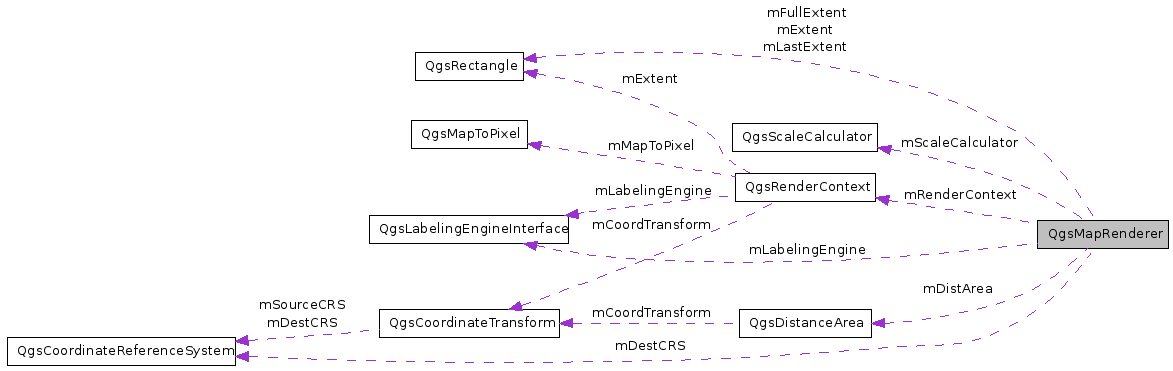 mFullExtent
mExtent
mLastExtent
QgsRectangle
mExtent
QgsMapToPixel
QgsScaleCalculator
mScaleCalculator
mMapToPixel
QgsRenderContext
mLabelingEngine
mRenderContext
QgsLabelingEngineInterface
mCoordTransform
QgsMapRenderer
mLabelingEngine
mDistArea
mSourceCRS
mDestCRS
QgsCoordinateTransform
mCoordTransform
QgsDistanceArea
mDestCRS
QgsCoordinateReferenceSystem